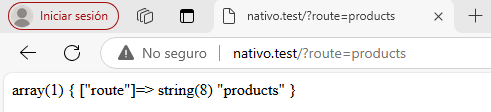 Iniciar sesión
nativo.test/?route=products
No seguro
nativo.test/?route=products
array(1) { ["route"]=> string(8) "products" }